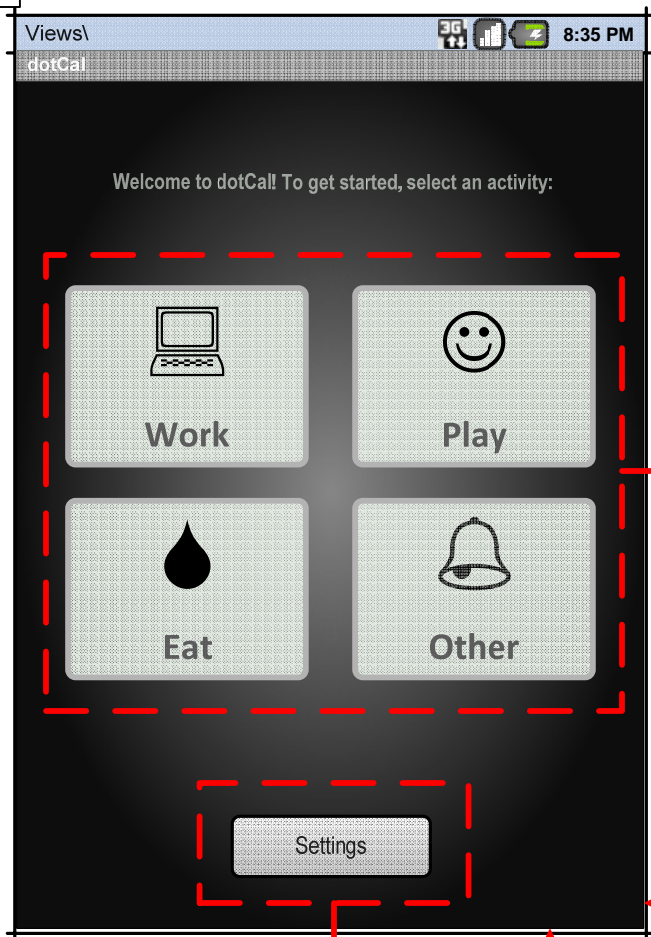 Views\
3G
8:35 PM
dotCal
Welcome to dotCal! To get started, select an activity:
Work
Play
Eat
Other
Settings